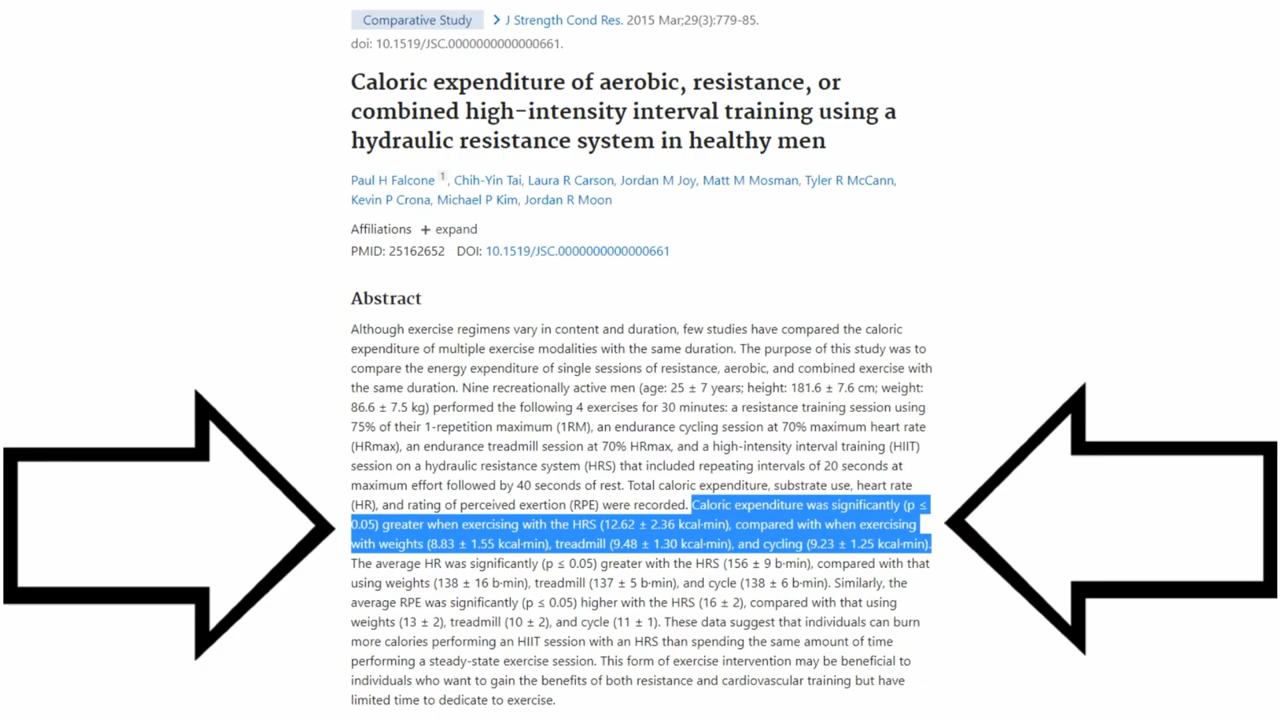 Comparative Study > J Strength Cond Res. 2015 Mar;29(3):779-85.
doi: 10.1519/JSC.0000000000000661.
Caloric expenditure of aerobic, resistance, or
combined high-intensity interval training using a
hydraulic resistance system in healthy men
Paul H Falcone 1, Chih-Yin Tai, Laura R Carson, Jordan M Joy, Matt M Mosman, Tyler R McCann,
Kevin P Crona, Michael P Kim, Jordan R Moon
Affiliations + expand
PMID: 25162652 DOI: 10.1519/JSC.0000000000000661
Abstract
Although exercise regimens vary in content and duration, few studies have compared the caloric
expenditure of multiple exercise modalities with the same duration. The purpose of this study was to
compare the energy expenditure of single sessions of resistance, aerobic, and combined exercise with
the same duration. Nine recreationally active men (age: 25 ± 7 years; height: 181.6 ± 7.6 cm; weight:
86.6 ± 7.5 kg) performed the following 4 exercises for 30 minutes: a resistance training session using
75% of their 1-repetition maximum (1RM), an endurance cycling session at 70% maximum heart rate
(HRmax), an endurance treadmill session at 70% HRmax, and a high-intensity interval training (HIIT)
session on a hydraulic resistance system (HRS) that included repeating intervals of 20 seconds at
maximum effort followed by 40 seconds of rest. Total caloric expenditure, substrate use, heart rate
(HR), and rating of perceived exertion (RPE) were recorded. Caloric expenditure was significantly (p ≤
0.05) greater when exercising with the HRS (12.62 ± 2.36 kcal·min), compared with when exercising
with weights (8.83 ± 1.55 kcal·min), treadmill (9.48 ± 1.30 kcal·min), and cycling (9.23 ± 1.25 kcal·min).
The average HR was significantly (p ≤ 0.05) greater with the HRS (156 ± 9 b·min), compared with that
using weights (138 ± 16 b·min), treadmill (137 ± 5 b·min), and cycle (138 ± 6 b·min). Similarly, the
average RPE was significantly (p ≤ 0.05) higher with the HRS (16 ± 2), compared with that using
weights (13 ± 2), treadmill (10 ± 2), and cycle (11 ± 1). These data suggest that individuals can burn
more calories performing an HIIT session with an HRS than spending the same amount of time
performing a steady-state exercise session. This form of exercise intervention may be beneficial to
individuals who want to gain the benefits of both resistance and cardiovascular training but have
limited time to dedicate to exercise.